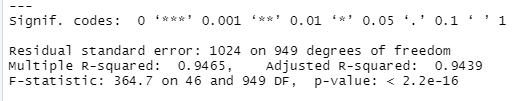 ---
Signif. codes:  0 ‘***’ 0.001 ‘**’ 0.01 ‘*’ 0.05 ‘.’ 0.1 ‘ ’ 1
Residual standard error: 1024 on 949 degrees of freedom
Multiple R-squared:  0.9465,    Adjusted R-squared:  0.9439
F-statistic: 364.7 on 46 and 949 DF,  p-value: < 2.2e-16